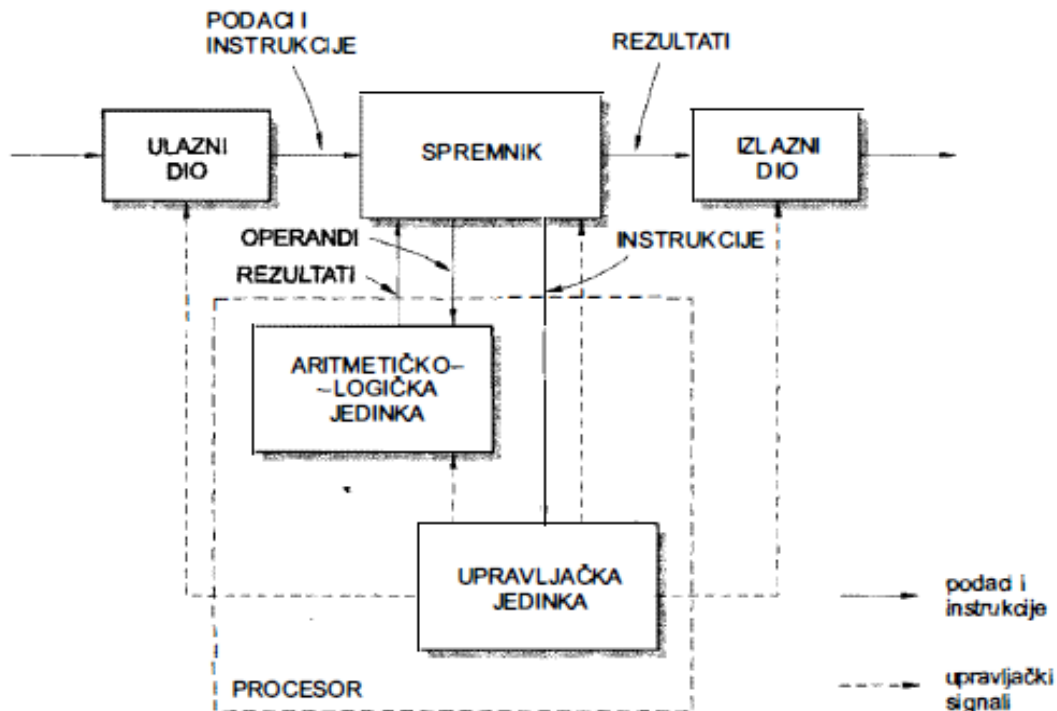 PODACI I
INSTRUKCIJE
REZULTATI
ULAZNI
DIO
SPREMNIK
IZLAZNI
DIO
OPERANDI
REZULTATI
INSTRUKCIJE
ARITMETIČKO–
–LOGIČKA
JEDINKA
UPRAVLJAČKA
JEDINKA
PROCESOR
podaci i
instrukcije
upravljački
signali